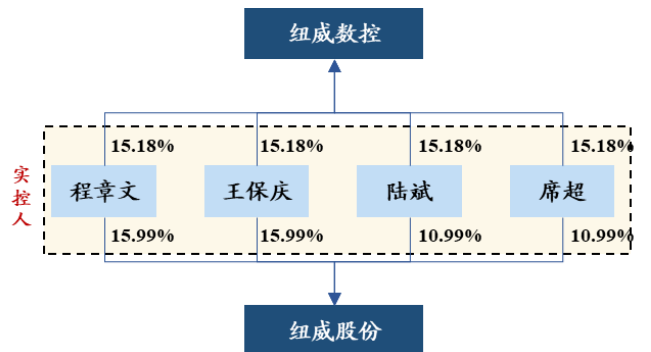 纽威数控
15.18% 15.18% 15.18% 15.18%
实控人
程章文 王保庆 陆斌 席超
15.99% 15.99% 10.99% 10.99%
纽威股份